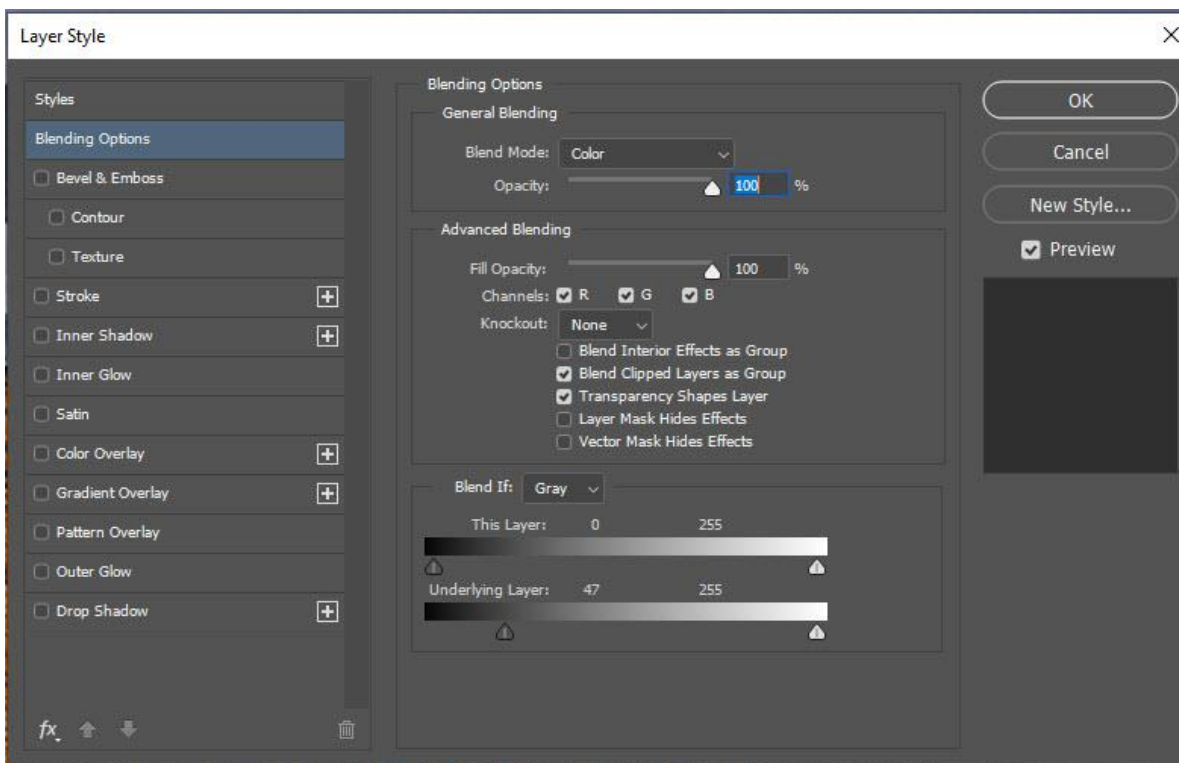 Layer Style
Styles
Blending Options
Bevel & Emboss
Contour
Texture
Stroke
Inner Shadow
Inner Glow
Satin
Color Overlay
Gradient Overlay
Pattern Overlay
Outer Glow
Drop Shadow
fx
Blending Options
General Blending
Blend Mode: Color
Opacity: 100 %
Advanced Blending
Fill Opacity: 100 %
Channels: R G B
Knockout: None
Blend Interior Effects as Group
Blend Clipped Layers as Group
Transparency Shapes Layer
Layer Mask Hides Effects
Vector Mask Hides Effects
Blend If: Gray
This Layer: 0 255
Underlying Layer: 47 255
OK
Cancel
New Style...
Preview